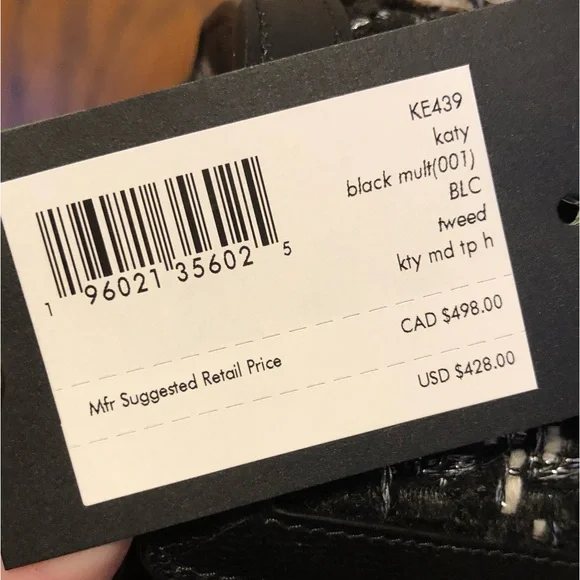 KE439
katy
black mult(001)
BLC
tweed
kty md tp h
1 96021 35602 5
CAD $498.00
Mfr Suggested Retail Price
USD $428.00